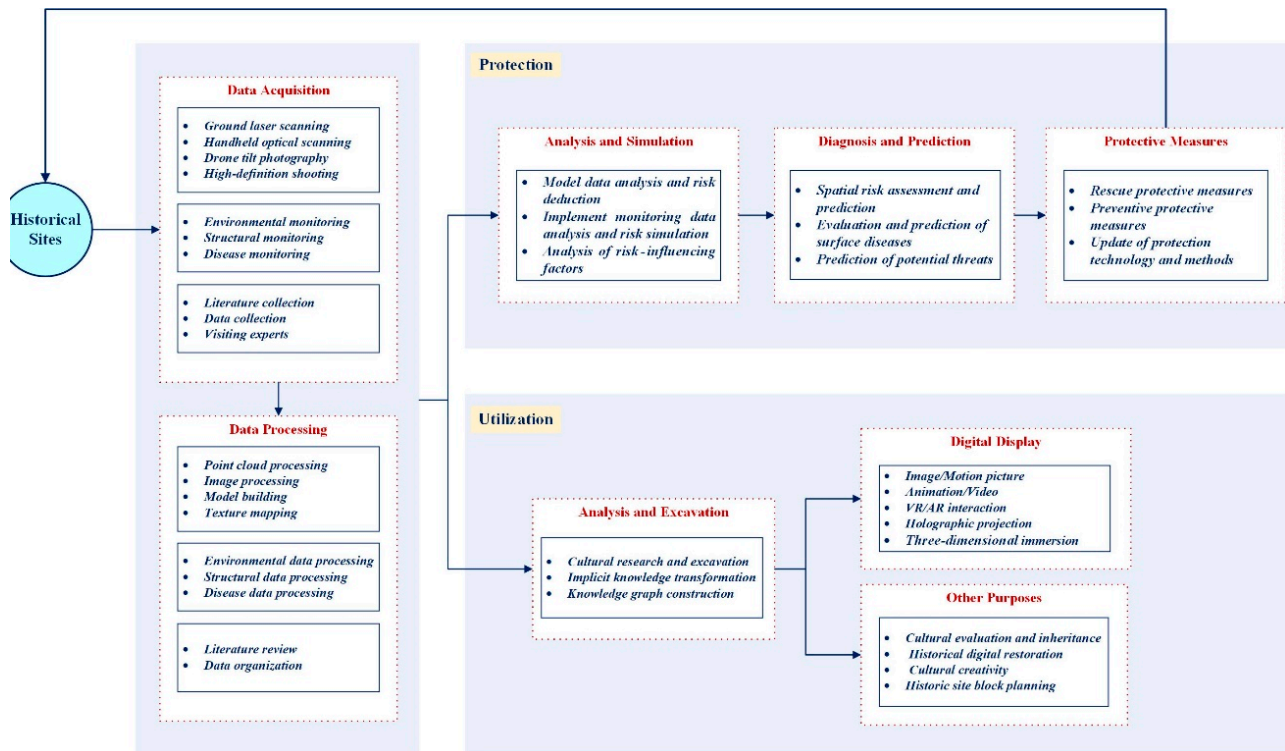 Historical
Sites
Data Acquisition
• Ground laser scanning
• Handheld optical scanning
• Drone tilt photography
• High-definition shooting
• Environmental monitoring
• Structural monitoring
• Disease monitoring
• Literature collection
• Data collection
• Visiting experts
Data Processing
• Point cloud processing
• Image processing
• Model building
• Texture mapping
• Environmental data processing
• Structural data processing
• Disease data processing
• Literature review
• Data organization
Protection
Analysis and Simulation
• Model data analysis and risk
deduction
• Implement monitoring data
analysis and risk simulation
• Analysis of risk-influencing
factors
Diagnosis and Prediction
• Spatial risk assessment and
prediction
• Evaluation and prediction of
surface diseases
• Prediction of potential threats
Protective Measures
• Rescue protective measures
• Preventive protective
measures
• Update of protection
technology and methods
Utilization
Analysis and Excavation
• Cultural research and excavation
• Implicit knowledge transformation
• Knowledge graph construction
Digital Display
• Image/Motion picture
• Animation/Video
• VR/AR interaction
• Holographic projection
• Three-dimensional immersion
Other Purposes
• Cultural evaluation and inheritance
• Historical digital restoration
• Cultural creativity
• Historic site block planning